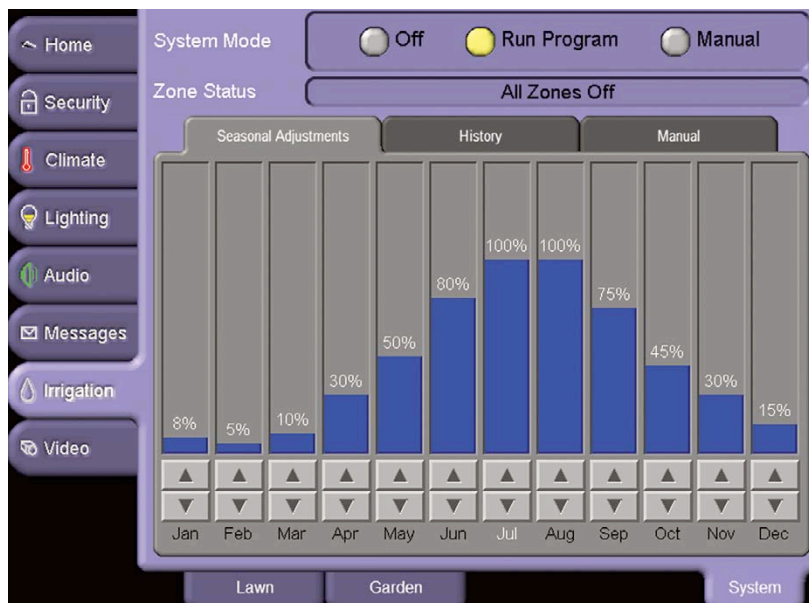 Home
Security
Climate
Lighting
Audio
Messages
Irrigation
Video
System Mode Off Run Program Manual
Zone Status All Zones Off
Seasonal Adjustments History Manual
8% 5% 10% 30% 50% 80% 100% 100% 75% 45% 30% 15%
Jan Feb Mar Apr May Jun Jul Aug Sep Oct Nov Dec
Lawn Garden System